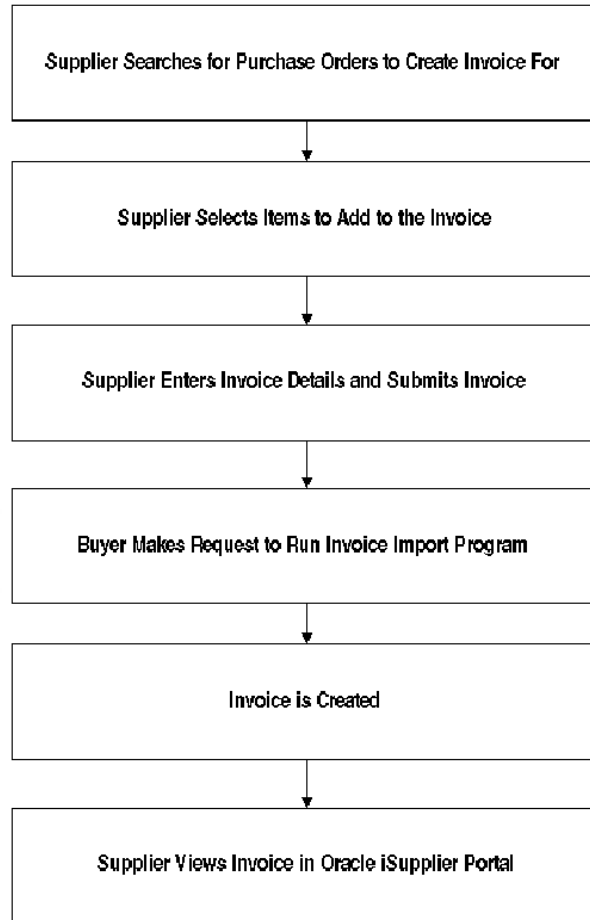 Supplier Searches for Purchase Orders to Create Invoice For
Supplier Selects Items to Add to the Invoice
Supplier Enters Invoice Details and Submits Invoice
Buyer Makes Request to Run Invoice Import Program
Invoice is Created
Supplier Views Invoice in Oracle iSupplier Portal